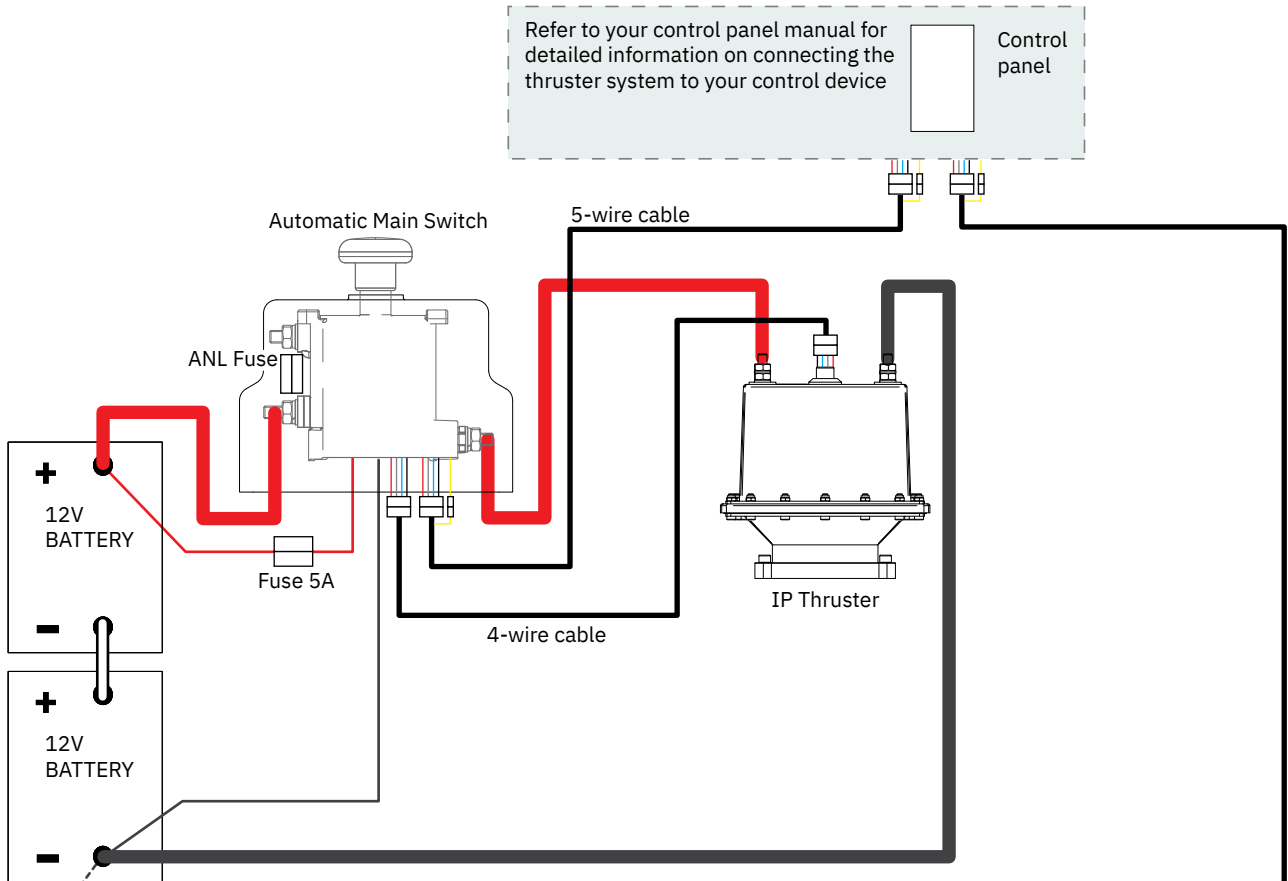 Refer to your control panel manual for
detailed information on connecting the
thruster system to your control device
Control
panel
5-wire cable
Automatic Main Switch
ANL Fuse
+
12V
BATTERY
-
Fuse 5A
IP Thruster
4-wire cable
+
12V
BATTERY
-